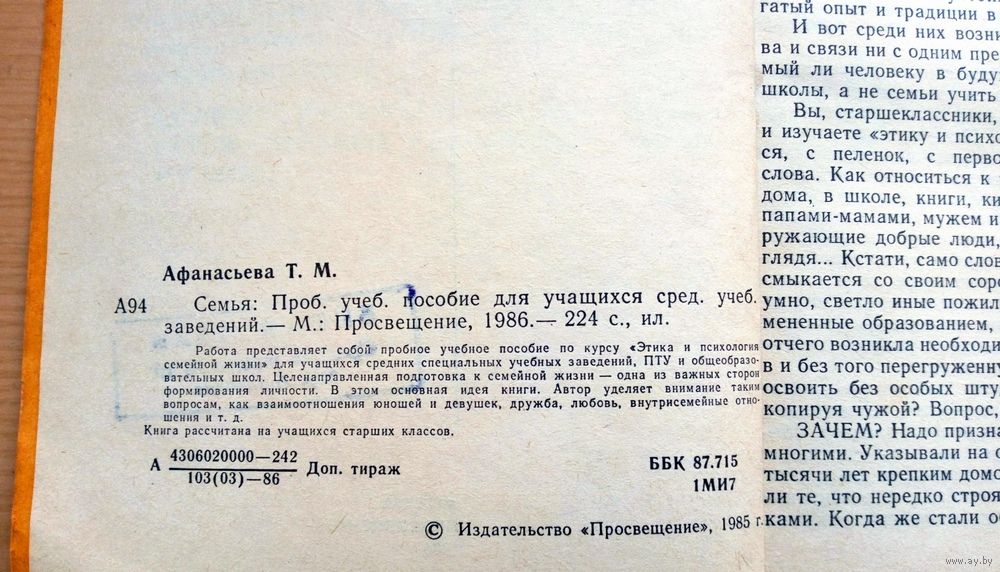 Афанасьева Т. М.
А94 Семья: Проб. учеб. пособие для учащихся сред. учеб.
заведений.— М.: Просвещение, 1986.— 224 с., ил.
Работа представляет собой пробное учебное пособие по курсу «Этика и психология
семейной жизни» для учащихся средних специальных учебных заведений, ПТУ и общеобразо-
вательных школ. Целенаправленная подготовка к семейной жизни — одна из важных сторон
формирования личности. В этом основная идея книги. Автор уделяет внимание таким
вопросам, как взаимоотношения юношей и девушек, дружба, любовь, внутрисемейные отно-
шения и т. д.
Книга рассчитана на учащихся старших классов.
А 4306020000—242
103(03)—86
Доп. тираж
ББК 87.715
1МИ7
© Издательство «Просвещение», 1985 г.
гатый опыт и традиции в
И вот среди них возни
ва и связи ни с одним пре
мый ли человеку в буду
школы, а не семьи учить
Вы, старшеклассники,
и изучаете «этику и психо
ся, с пеленок, с перво
слова. Как относиться к
дома, в школе, книги, ки
папами-мамами, мужем и
ружающие добрые люди,
глядя... Кстати, само слов
смыкается со своим соро
умно, светло иные пожил
мененные образованием,
отчего возникла необходи
в и без того перегруженну
освоить без особых шту
копируя чужой? Вопрос,
ЗАЧЕМ? Надо призна
многими. Указывали на
тысячи лет крепким домо
ли те, что нередко строя
ками. Когда же стали об
www.ay.by